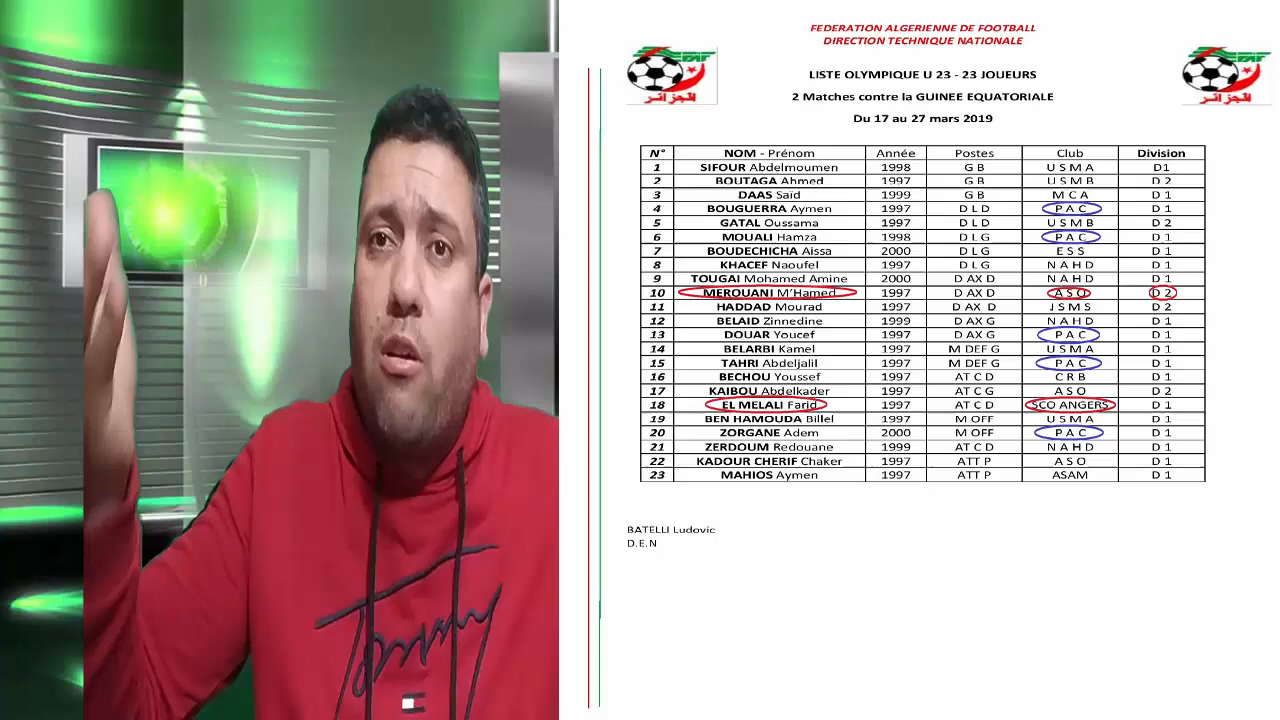 FEDERATION ALGERIENNE DE FOOTBALL
DIRECTION TECHNIQUE NATIONALE
LISTE OLYMPIQUE U 23 - 23 JOUEURS
2 Matches contre la GUINEE EQUATORIALE
Du 17 au 27 mars 2019
FAF الجزائر
FAF الجزائر
N° NOM - Prénom Année Postes Club Division
1 SIFOUR Abdelmoumen 1998 G B U S M A D1
2 BOUTAGA Ahmed 1997 G B U S M B D 2
3 DAAS Saïd 1999 G B M C A D 1
4 BOUGUERRA Aymen 1997 D L D P A C D 1
5 GATAL Oussama 1997 D L D U S M B D 2
6 MOUALI Hamza 1998 D L G P A C D 1
7 BOUDECHICHA Aissa 2000 D L G E S S D 1
8 KHACEF Naoufel 1997 D L G N A H D D 1
9 TOUGAI Mohamed Amine 2000 D AX D N A H D D 1
10 MEROUANI M'Hamed 1997 D AX D A S O D 2
11 HADDAD Mourad 1997 D AX D J S M S D 2
12 BELAID Zinnedine 1999 D AX G N A H D D 1
13 DOUAR Youcef 1997 D AX G P A C D 1
14 BELARBI Kamel 1997 M DEF G U S M A D 1
15 TAHRI Abdeljalil 1997 M DEF G P A C D 1
16 BECHOU Youssef 1997 AT C D C R B D 1
17 KAIBOU Abdelkader 1997 AT C G A S O D 2
18 EL MELALI Farid 1997 AT C D SCO ANGERS D 1
19 BEN HAMOUDA Billel 1997 M OFF U S M A D 1
20 ZORGANE Adem 2000 M OFF P A C D 1
21 ZERDOUM Redouane 1999 AT C D N A H D D 1
22 KADOUR CHERIF Chaker 1997 ATT P A S O D 1
23 MAHIOS Aymen 1997 ATT P ASAM D 1
BATELLI Ludovic
D.E.N
Tommy